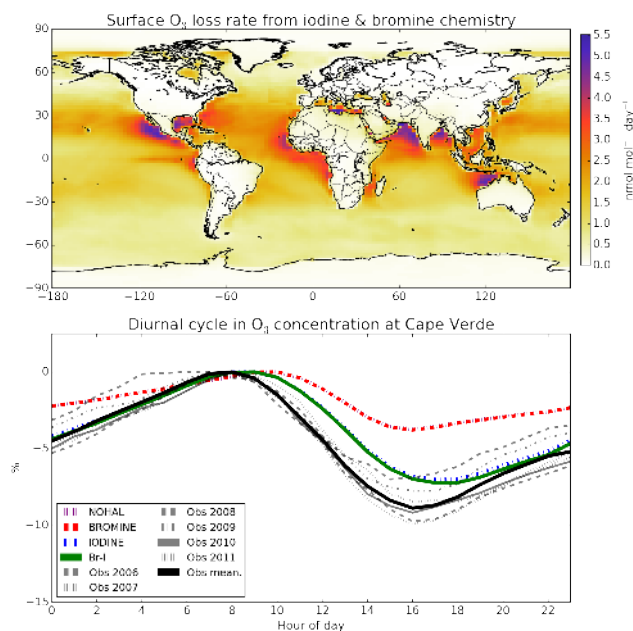 Surface O3 loss rate from iodine & bromine chemistry
90
60
30
0
−30
−60
−90
−180
−120
−60
0
60
120
5.5
5.0
4.5
4.0
3.5
3.0
2.5
2.0
1.5
1.0
0.5
0.0
nmol mol⁻¹ day⁻¹
Diurnal cycle in O3 concentration at Cape Verde
0
−5
−10
−15
%
NOHAL
BROMINE
IODINE
Br-I
Obs 2006
Obs 2007
Obs 2008
Obs 2009
Obs 2010
Obs 2011
Obs mean.
0 2 4 6 8 10 12 14 16 18 20 22
Hour of day